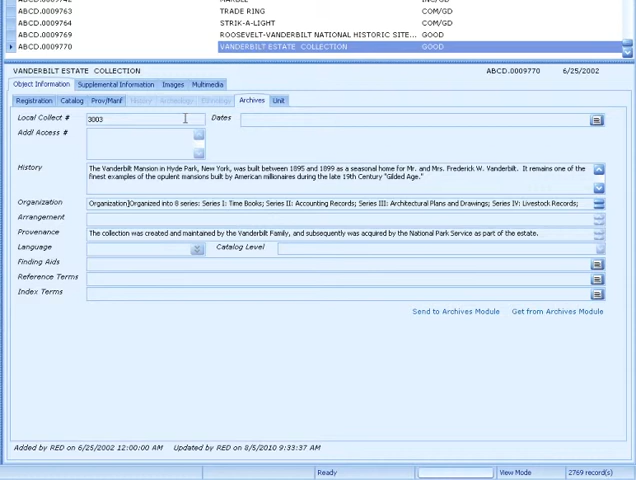 ABCD.0009742 MARBLE INC/GD
ABCD.0009763 TRADE RING COM/GD
ABCD.0009764 STRIK-A-LIGHT COM/GD
ABCD.0009769 ROOSEVELT-VANDERBILT NATIONAL HISTORIC SITE... GOOD
ABCD.0009770 VANDERBILT ESTATE COLLECTION GOOD
VANDERBILT ESTATE COLLECTION ABCD.0009770 6/25/2002
Object Information Supplemental Information Images Multimedia
Registration Catalog Prov/Manf History Archeology Ethnology Archives Unit
Local Collect # 3003 Dates
Addl Access #
History The Vanderbilt Mansion in Hyde Park, New York, was built between 1895 and 1899 as a seasonal home for Mr. and Mrs. Frederick W. Vanderbilt. It remains one of the
finest examples of the opulent mansions built by American millionaires during the late 19th Century "Gilded Age."
Organization Organization]Organized into 8 series: Series I: Time Books; Series II: Accounting Records; Series III: Architectural Plans and Drawings; Series IV: Livestock Records;
Arrangement
Provenance The collection was created and maintained by the Vanderbilt Family, and subsequently was acquired by the National Park Service as part of the estate.
Language Catalog Level
Finding Aids
Reference Terms
Index Terms
Send to Archives Module Get from Archives Module
Added by RED on 6/25/2002 12:00:00 AM Updated by RED on 8/5/2010 9:33:37 AM
Ready View Mode 2769 record(s)